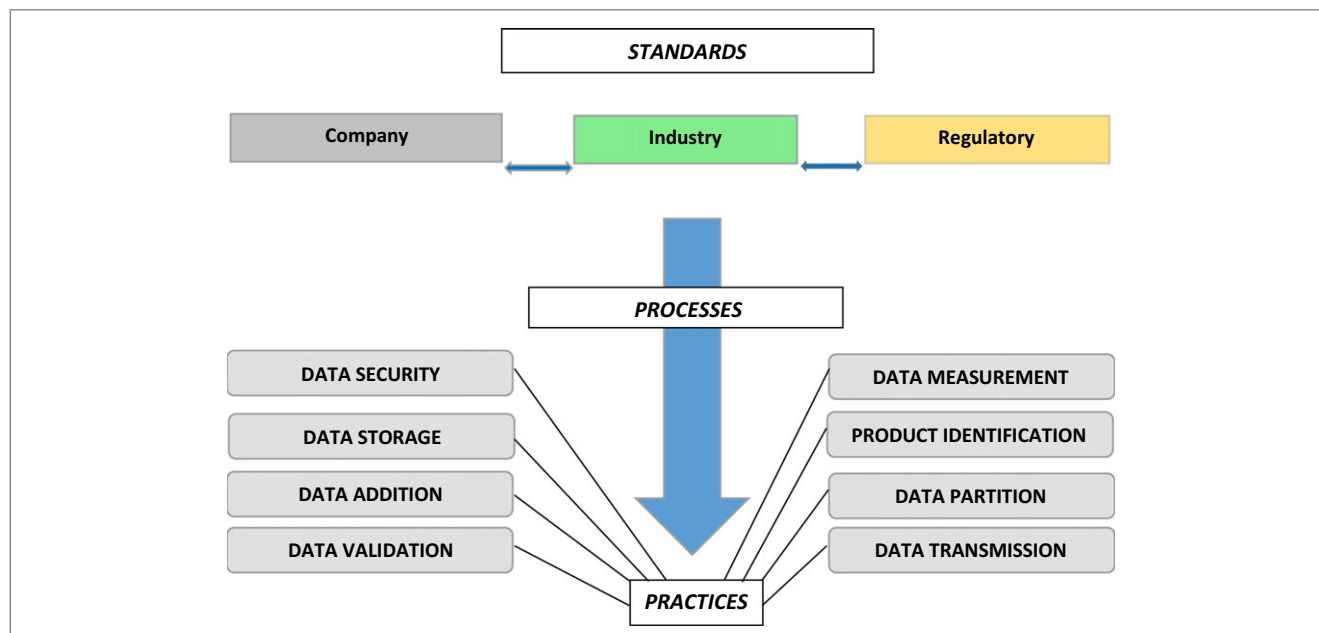 STANDARDS
Company
Industry
Regulatory
PROCESSES
DATA SECURITY
DATA MEASUREMENT
DATA STORAGE
PRODUCT IDENTIFICATION
DATA ADDITION
DATA PARTITION
DATA VALIDATION
DATA TRANSMISSION
PRACTICES